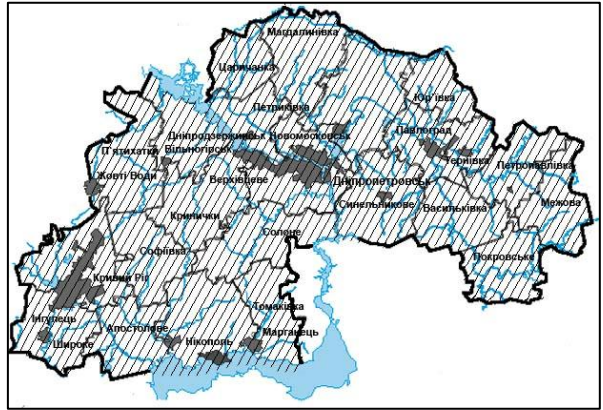 Магдалинівка
Царичанка
Юр'ївка
Петриківка
Дніпродзержинськ Новомосковськ
Павлоград
П'ятихатки
Вільногірськ
Тернівка
Петропавлівка
Жовті Води
Верхівцеве
Дніпропетровськ
Межова
Кринички
Синельникове
Васильківка
Солоне
Софіївка
Покровське
Кривий Ріг
Томаківка
Інгулець
Апостолове
Марганець
Широке
Нікополь